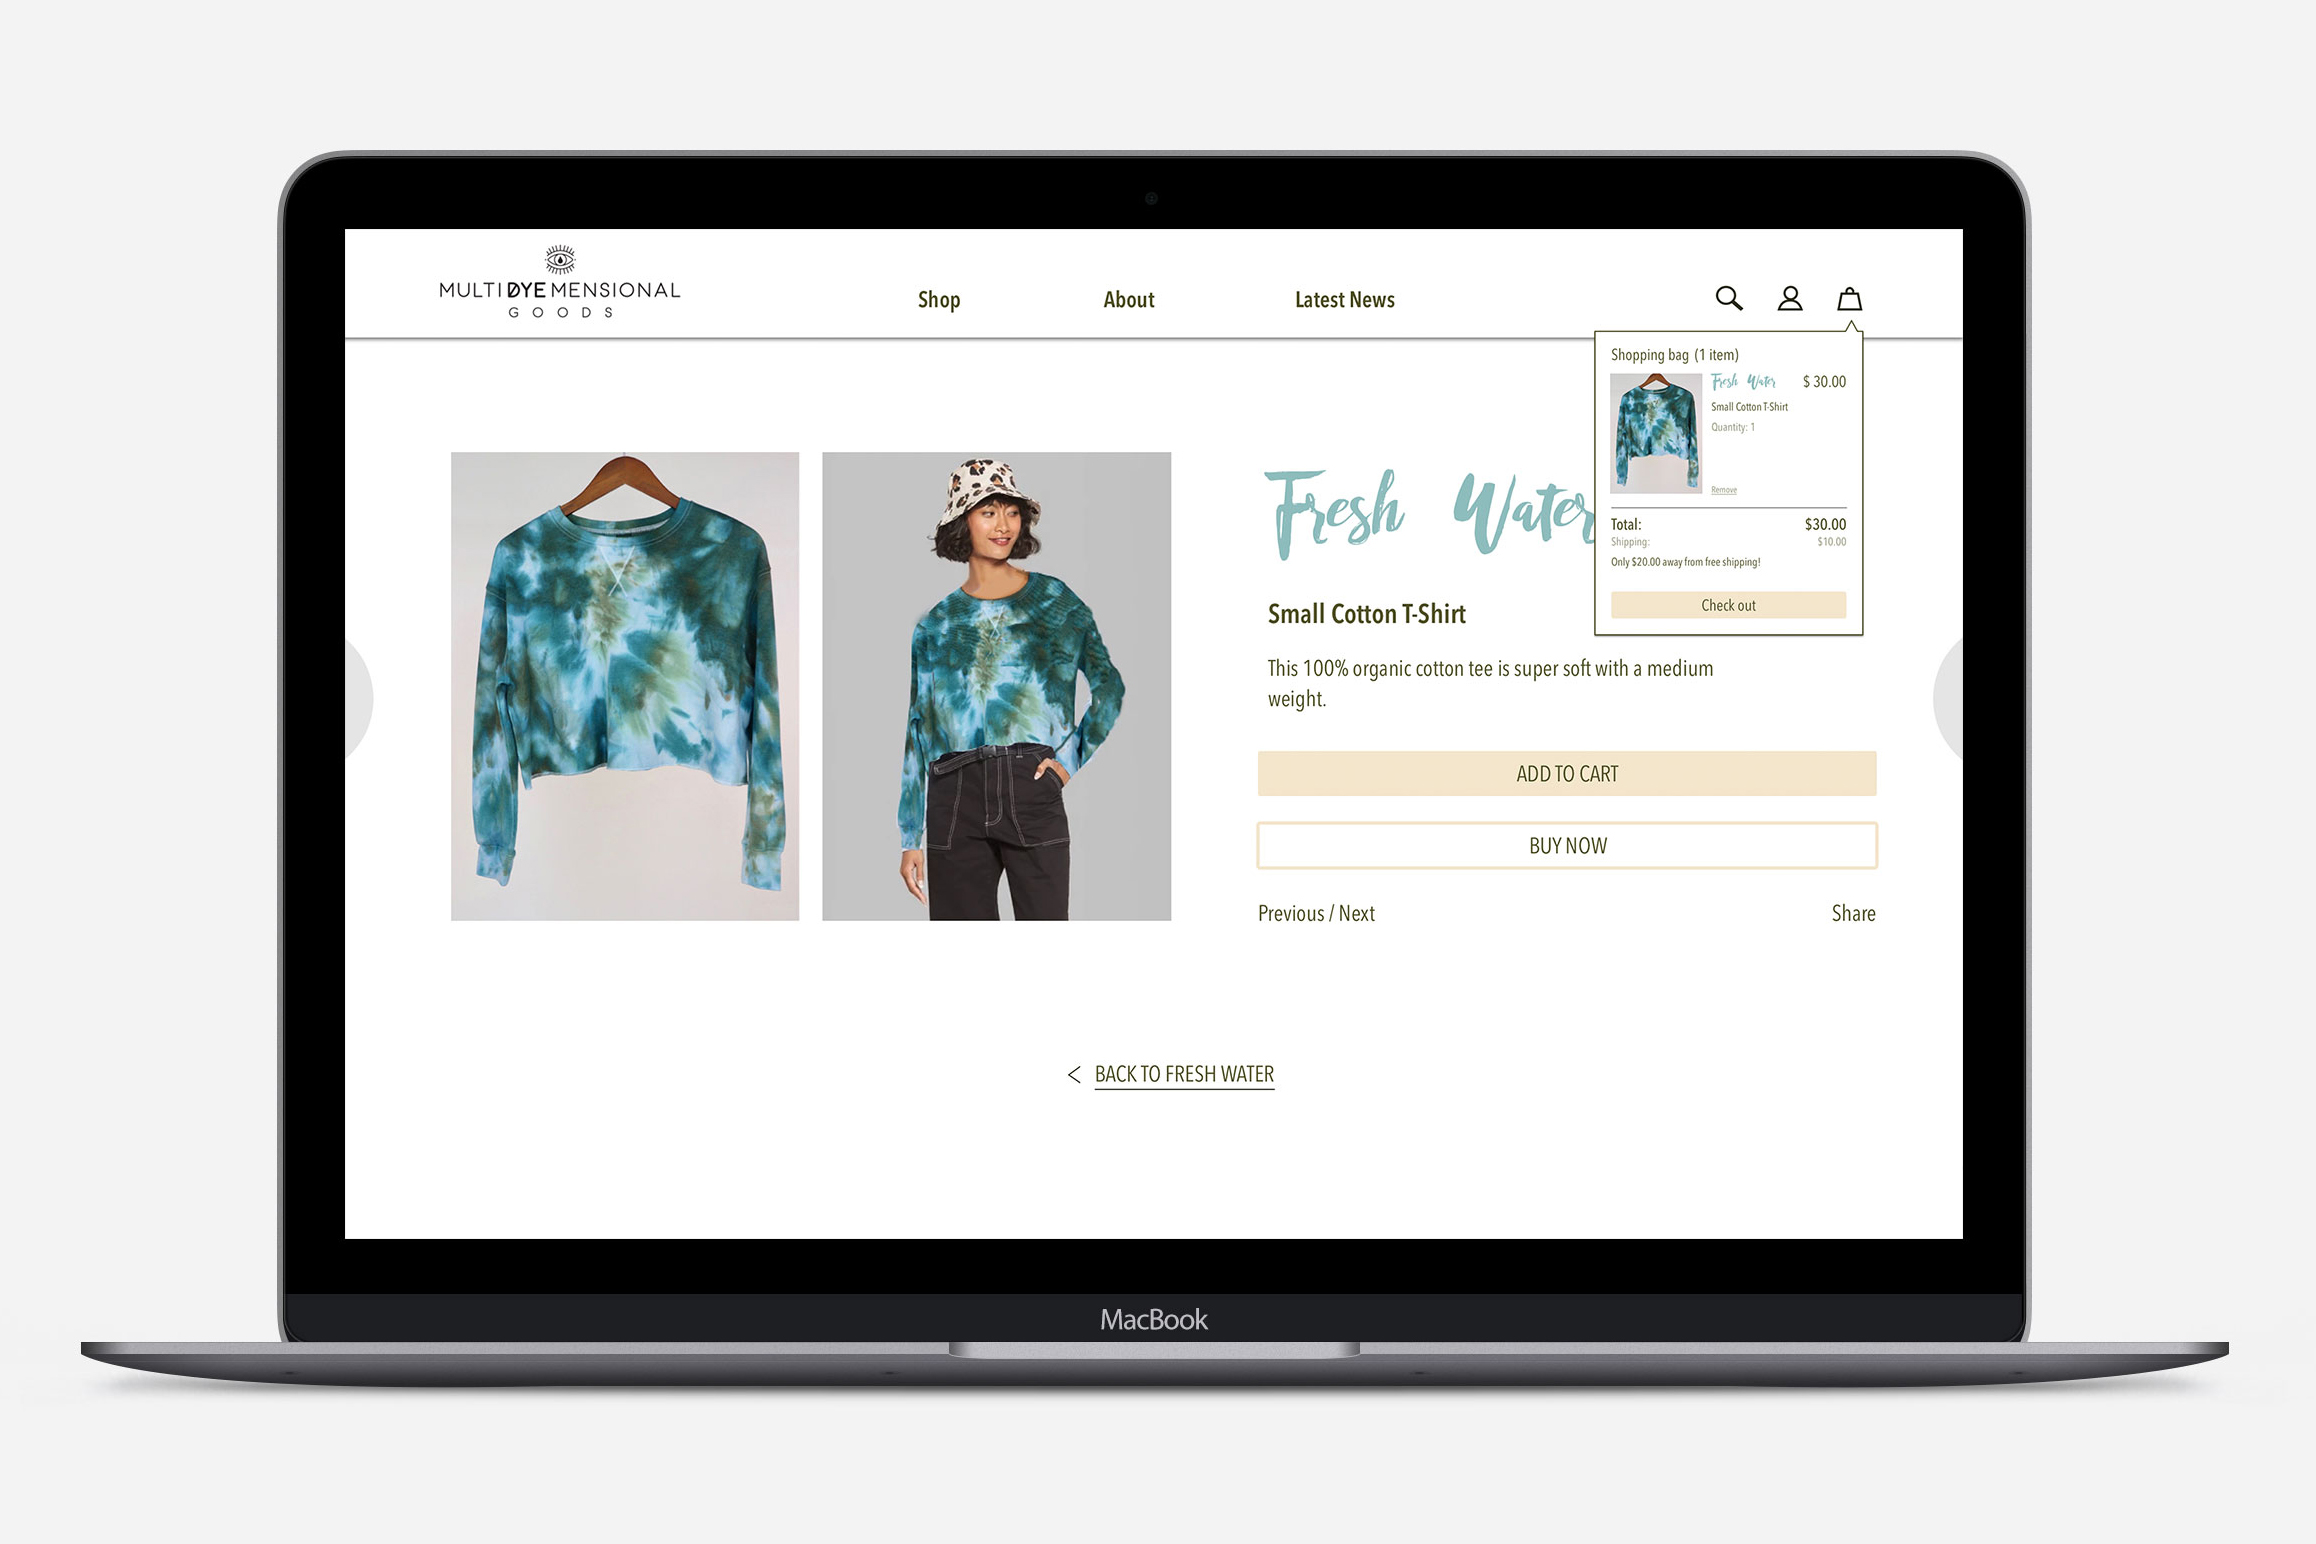 MULTIDYEMENSIONAL
GOODS
Shop
About
Latest News
Shopping bag (1 item)
Fresh Water
$ 30.00
Small Cotton T-Shirt
Quantity: 1
Remove
Total:
$30.00
Shipping:
$10.00
Only $20.00 away from free shipping!
Check out
Fresh Water
Small Cotton T-Shirt
This 100% organic cotton tee is super soft with a medium
weight.
ADD TO CART
BUY NOW
Previous / Next
Share
< BACK TO FRESH WATER
MacBook